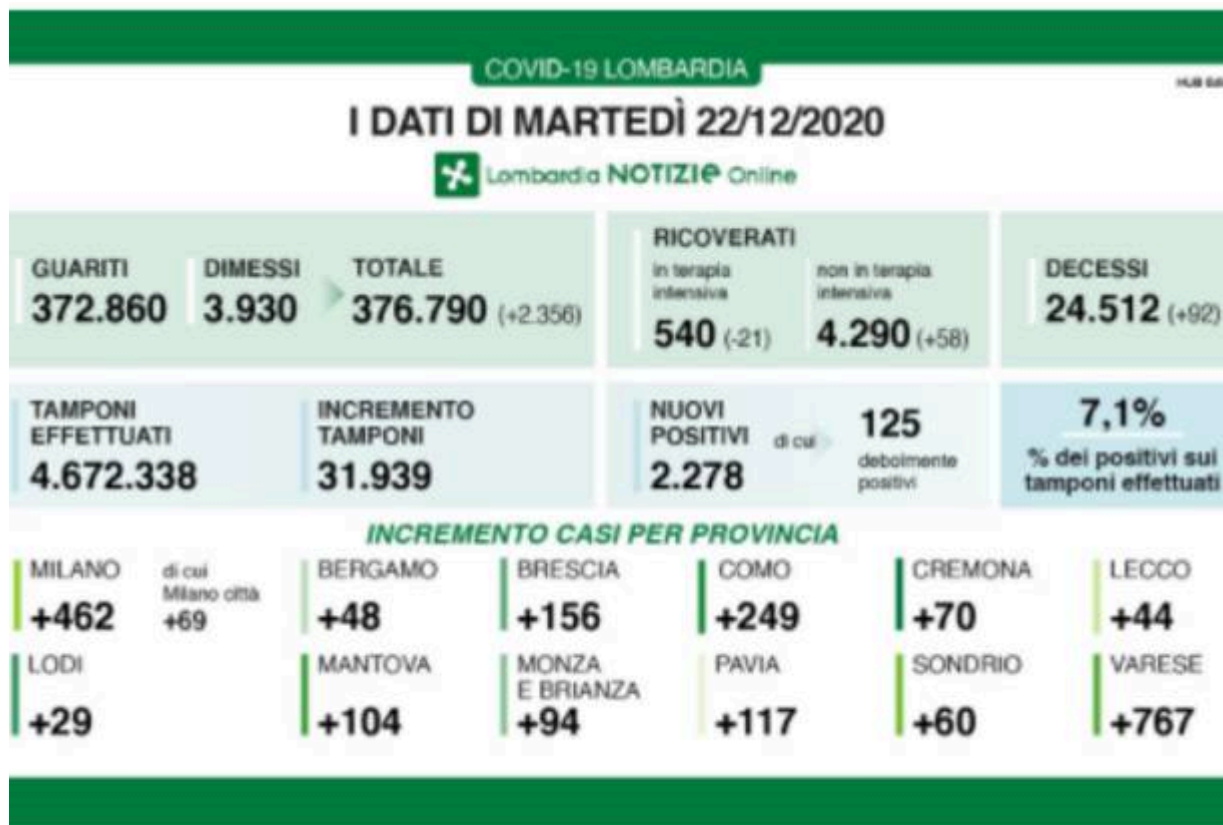 COVID-19 LOMBARDIA
I DATI DI MARTEDÌ 22/12/2020
Lombardia NOTIZIE Online
GUARITI
372.860
DIMESSI
3.930
TOTALE
376.790 (+2.356)
RICOVERATI
in terapia
intensiva
540 (-21)
non in terapia
intensiva
4.290 (+58)
DECESSI
24.512 (+92)
TAMPONI
EFFETTUATI
4.672.338
INCREMENTO
TAMPONI
31.939
NUOVI
POSITIVI
2.278
di cui
125
debolmente
positivi
7,1%
% dei positivi sui
tamponi effettuati
INCREMENTO CASI PER PROVINCIA
MILANO
+462
di cui
Milano città
+69
BERGAMO
+48
BRESCIA
+156
COMO
+249
CREMONA
+70
LECCO
+44
LODI
+29
MANTOVA
+104
MONZA
E BRIANZA
+94
PAVIA
+117
SONDRIO
+60
VARESE
+767